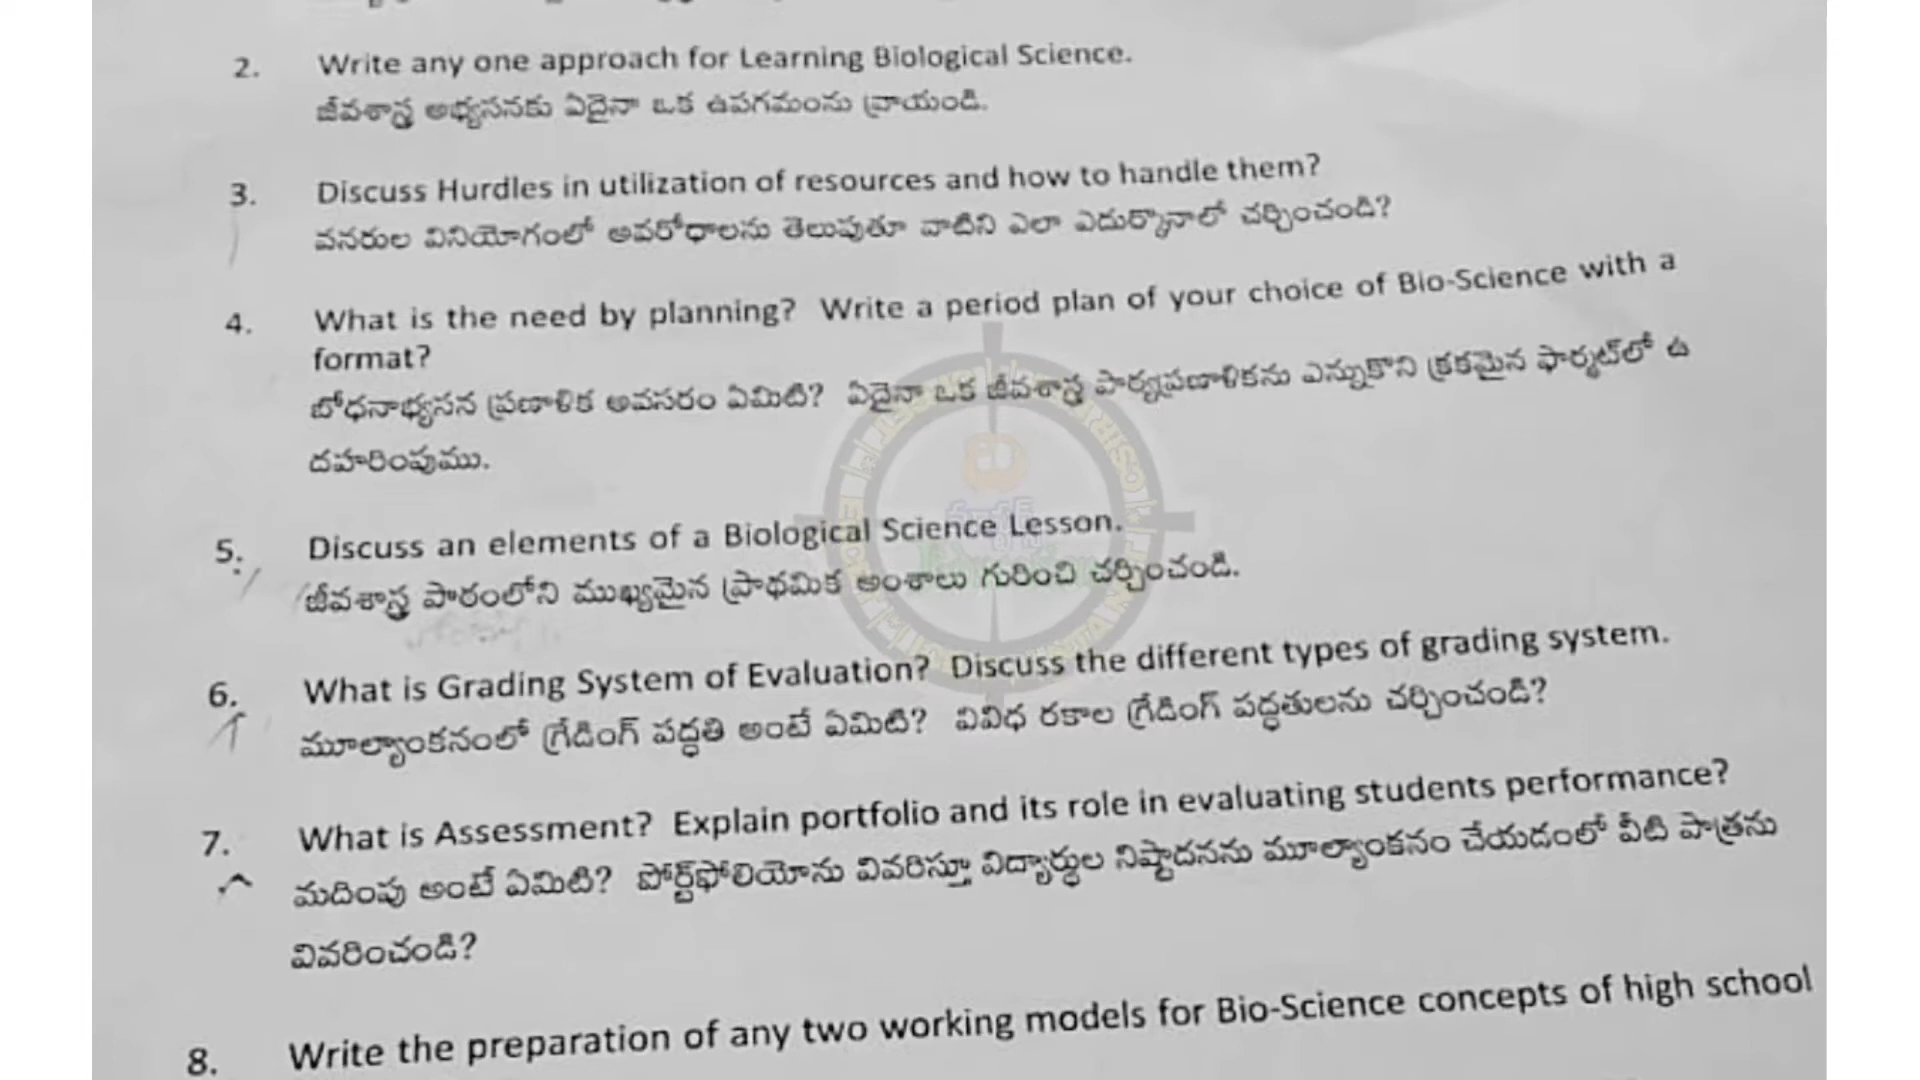 2. Write any one approach for Learning Biological Science.
జీవశాస్త్ర అభ్యసనకు ఏదైనా ఒక ఉపగమంను వ్రాయండి.
3. Discuss Hurdles in utilization of resources and how to handle them?
వనరుల వినియోగంలో అవరోధాలను తెలుపుతూ వాటిని ఎలా ఎదుర్కొనాలో చర్చించండి?
4. What is the need by planning? Write a period plan of your choice of Bio-Science with a
format?
బోధనాభ్యసన ప్రణాళిక అవసరం ఏమిటి? ఏదైనా ఒక జీవశాస్త్ర పాఠ్యప్రణాళికను ఎన్నుకొని క్రకమైన ఫార్మట్‌లో ఉ
దహరింపుము.
5. Discuss an elements of a Biological Science Lesson.
జీవశాస్త్ర పాఠంలోని ముఖ్యమైన ప్రాథమిక అంశాలు గురించి చర్చించండి.
6. What is Grading System of Evaluation? Discuss the different types of grading system.
మూల్యాంకనంలో గ్రేడింగ్ పద్ధతి అంటే ఏమిటి? వివిధ రకాల గ్రేడింగ్ పద్ధతులను చర్చించండి?
7. What is Assessment? Explain portfolio and its role in evaluating students performance?
మదింపు అంటే ఏమిటి? పోర్ట్‌ఫోలియోను వివరిస్తూ విద్యార్థుల నిష్పాదనను మూల్యాంకనం చేయడంలో వీటి పాత్రను
వివరించండి?
8. Write the preparation of any two working models for Bio-Science concepts of high school